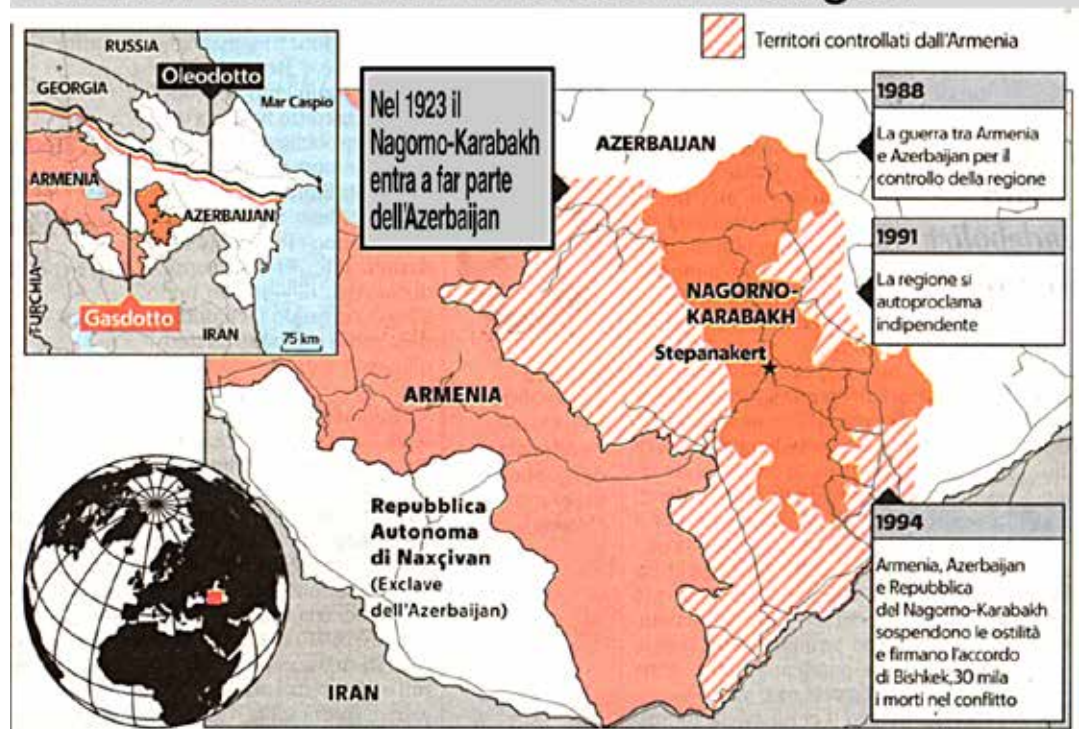 Territori controllati dall'Armenia
RUSSIA
Oleodotto
GEORGIA
Mar Caspio
ARMENIA
AZERBAIJAN
TURCHIA
Gasdotto
IRAN
75 km
Nel 1923 il
Nagorno-Karabakh
entra a far parte
dell'Azerbaijan
AZERBAIJAN
1988
La guerra tra Armenia
e Azerbaijan per il
controllo della regione
1991
La regione si
autoproclama
indipendente
NAGORNO-
KARABAKH
Stepanakert
ARMENIA
Repubblica
Autonoma
di Naxçivan
(Exclave
dell'Azerbaijan)
IRAN
1994
Armenia, Azerbaijan
e Repubblica
del Nagorno-Karabakh
sospendono le ostilità
e firmano l'accordo
di Bishkek,30 mila
i morti nel conflitto